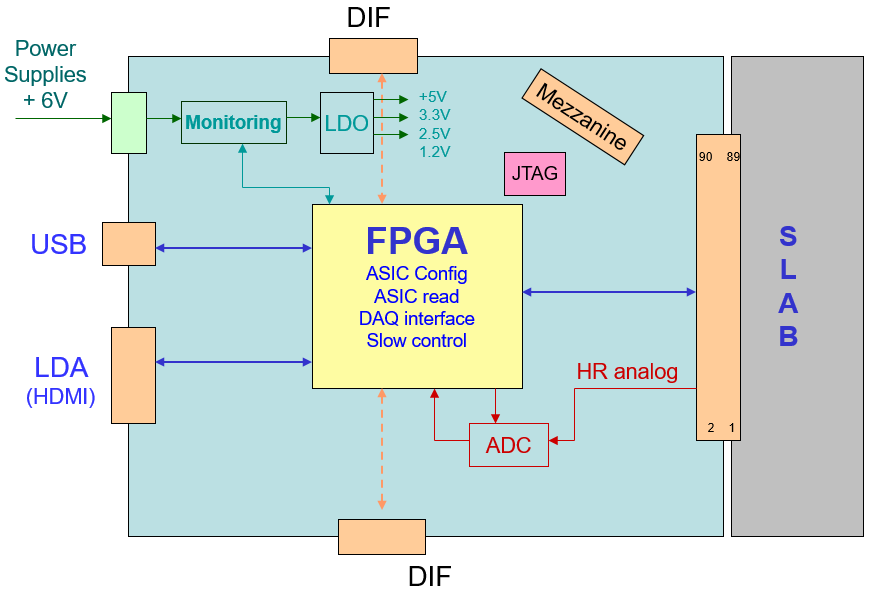 DIF
Power
Supplies
+ 6V
Monitoring
LDO
+5V
3.3V
2.5V
1.2V
Mezzanine
JTAG
90 89
USB
FPGA
ASIC Config
ASIC read
DAQ interface
Slow control
S
L
A
B
LDA
(HDMI)
HR analog
ADC
2 1
DIF